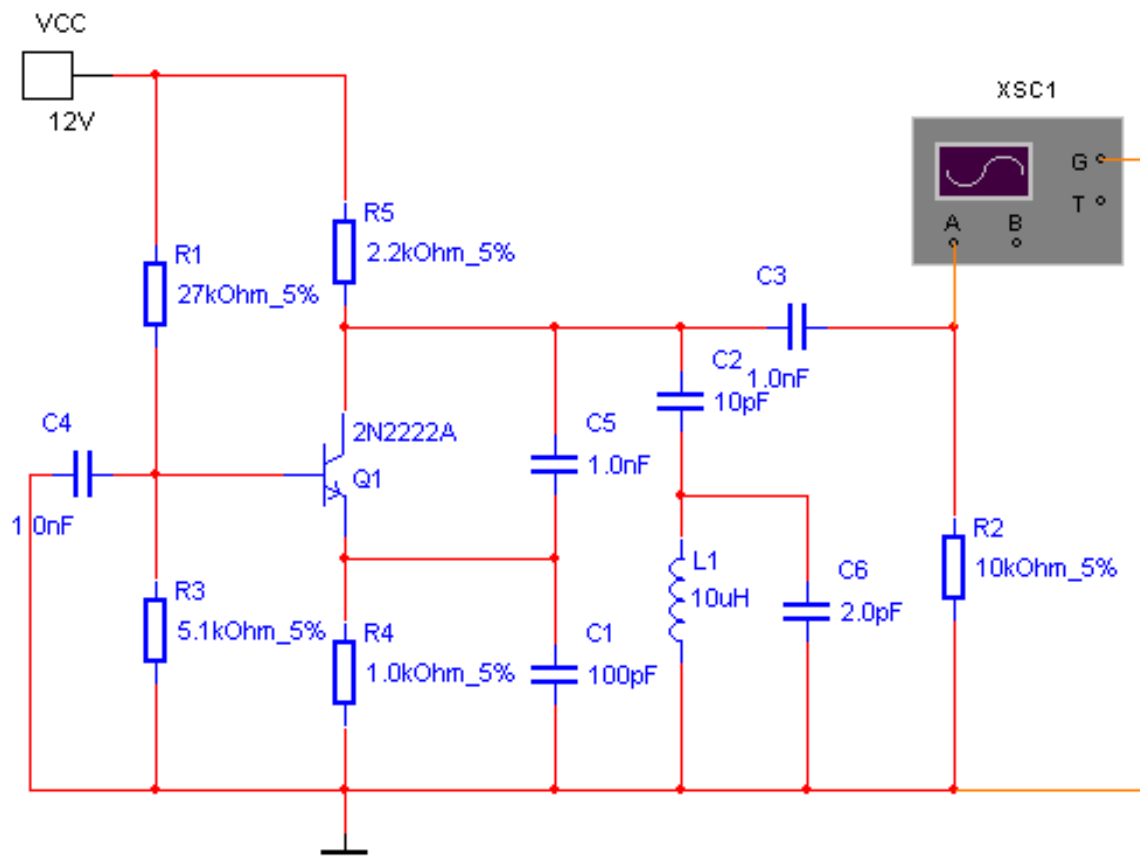 VCC
12V
XSC1
G
T
A
B
R5
2.2kOhm_5%
R1
27kOhm_5%
C3
1.0nF
C2
10pF
C4
1.0nF
2N2222A
Q1
C5
1.0nF
R2
10kOhm_5%
L1
10uH
C6
2.0pF
R3
5.1kOhm_5%
R4
1.0kOhm_5%
C1
100pF